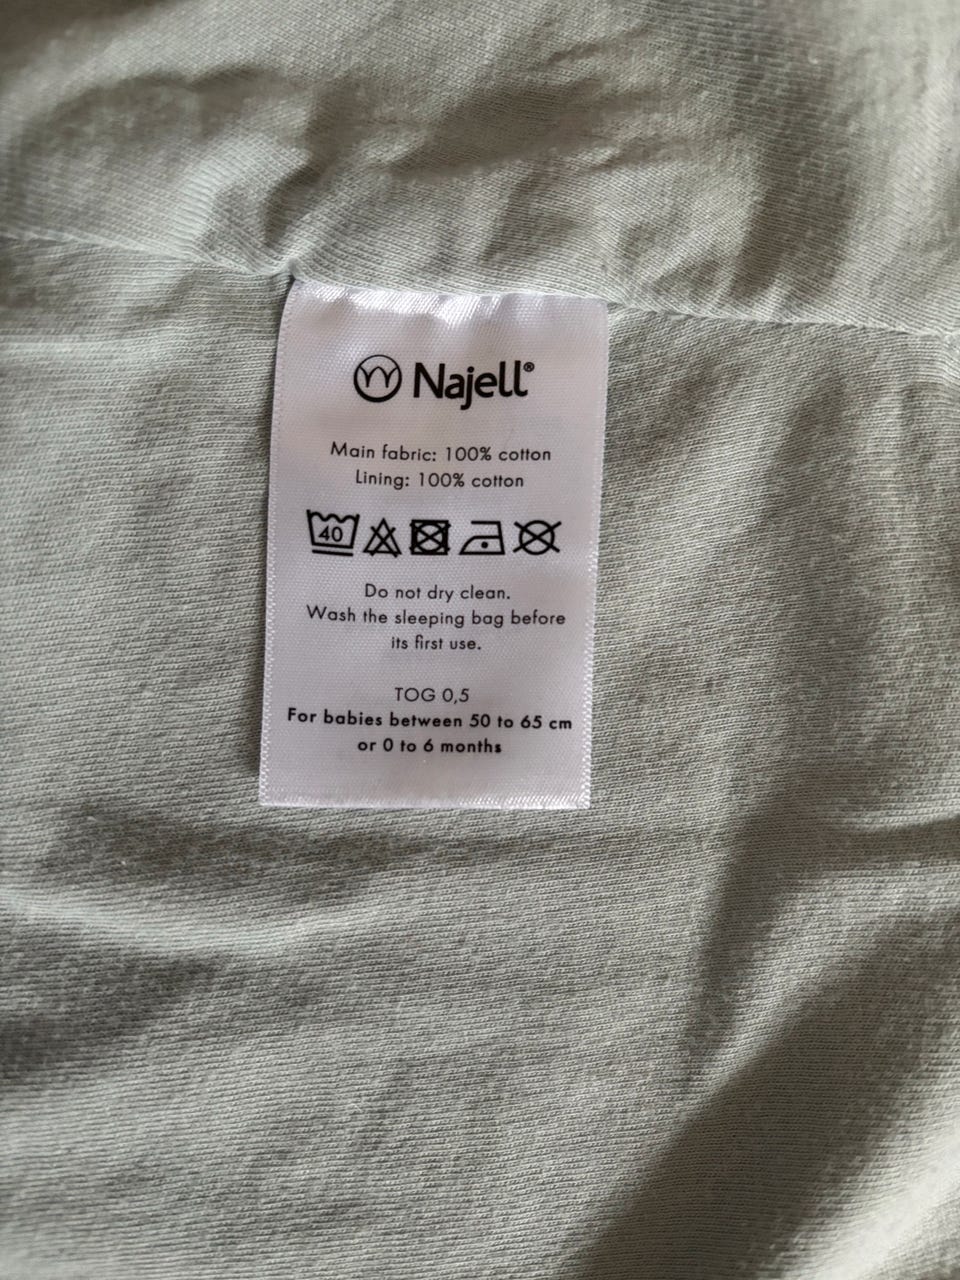 Najell®
Main fabric: 100% cotton
Lining: 100% cotton
40
Do not dry clean.
Wash the sleeping bag before
its first use.
TOG 0,5
For babies between 50 to 65 cm
or 0 to 6 months